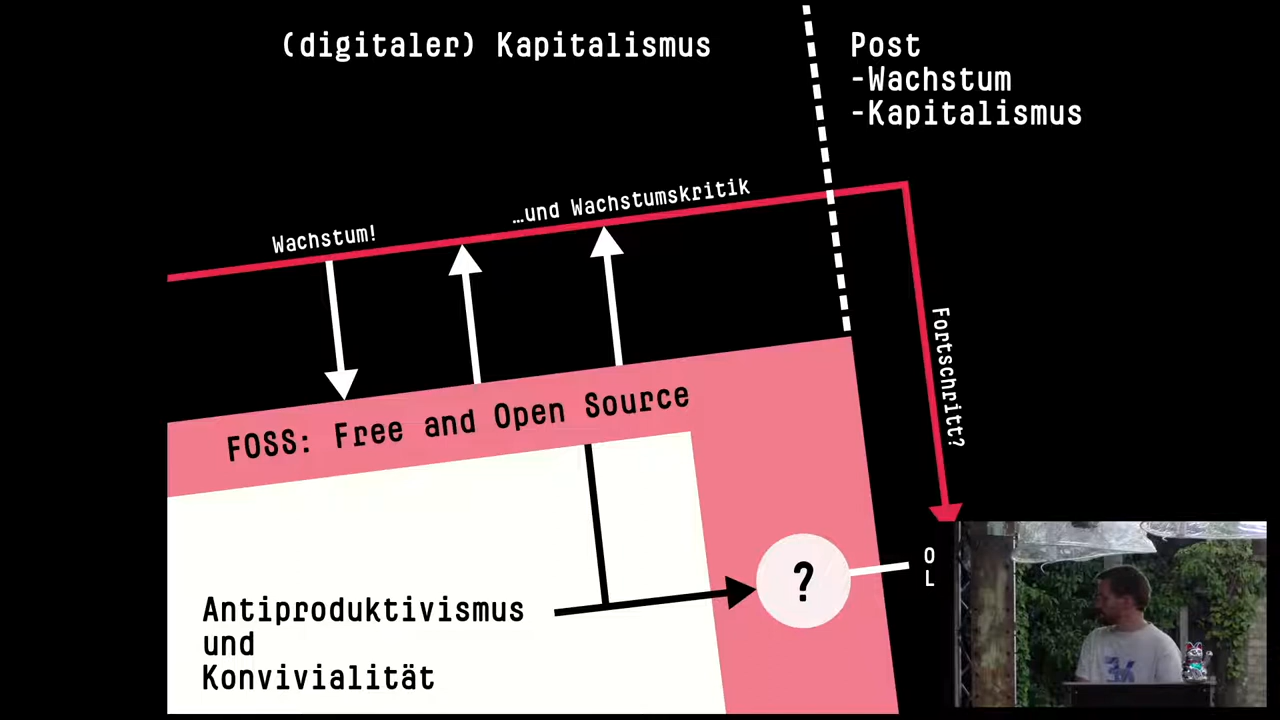 (digitaler) Kapitalismus
Post
-Wachstum
-Kapitalismus
Wachstum!
…und Wachstumskritik
Fortschritt?
FOSS: Free and Open Source
?
O
L
Antiproduktivismus
und
Konvivialität